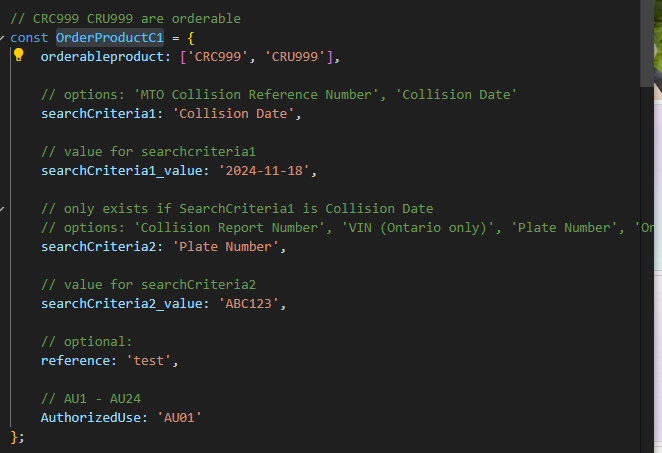 // CRC999 CRU999 are orderable
const OrderProductC1 = {
orderableproduct: ['CRC999', 'CRU999'],
// options: 'MTO Collision Reference Number', 'Collision Date'
searchCriteria1: 'Collision Date',
// value for searchcriteria1
searchCriteria1_value: '2024-11-18',
// only exists if SearchCriteria1 is Collision Date
// options: 'Collision Report Number', 'VIN (Ontario only)', 'Plate Number', 'On
searchCriteria2: 'Plate Number',
// value for searchCriteria2
searchCriteria2_value: 'ABC123',
// optional:
reference: 'test',
// AU1 - AU24
AuthorizedUse: 'AU01'
};